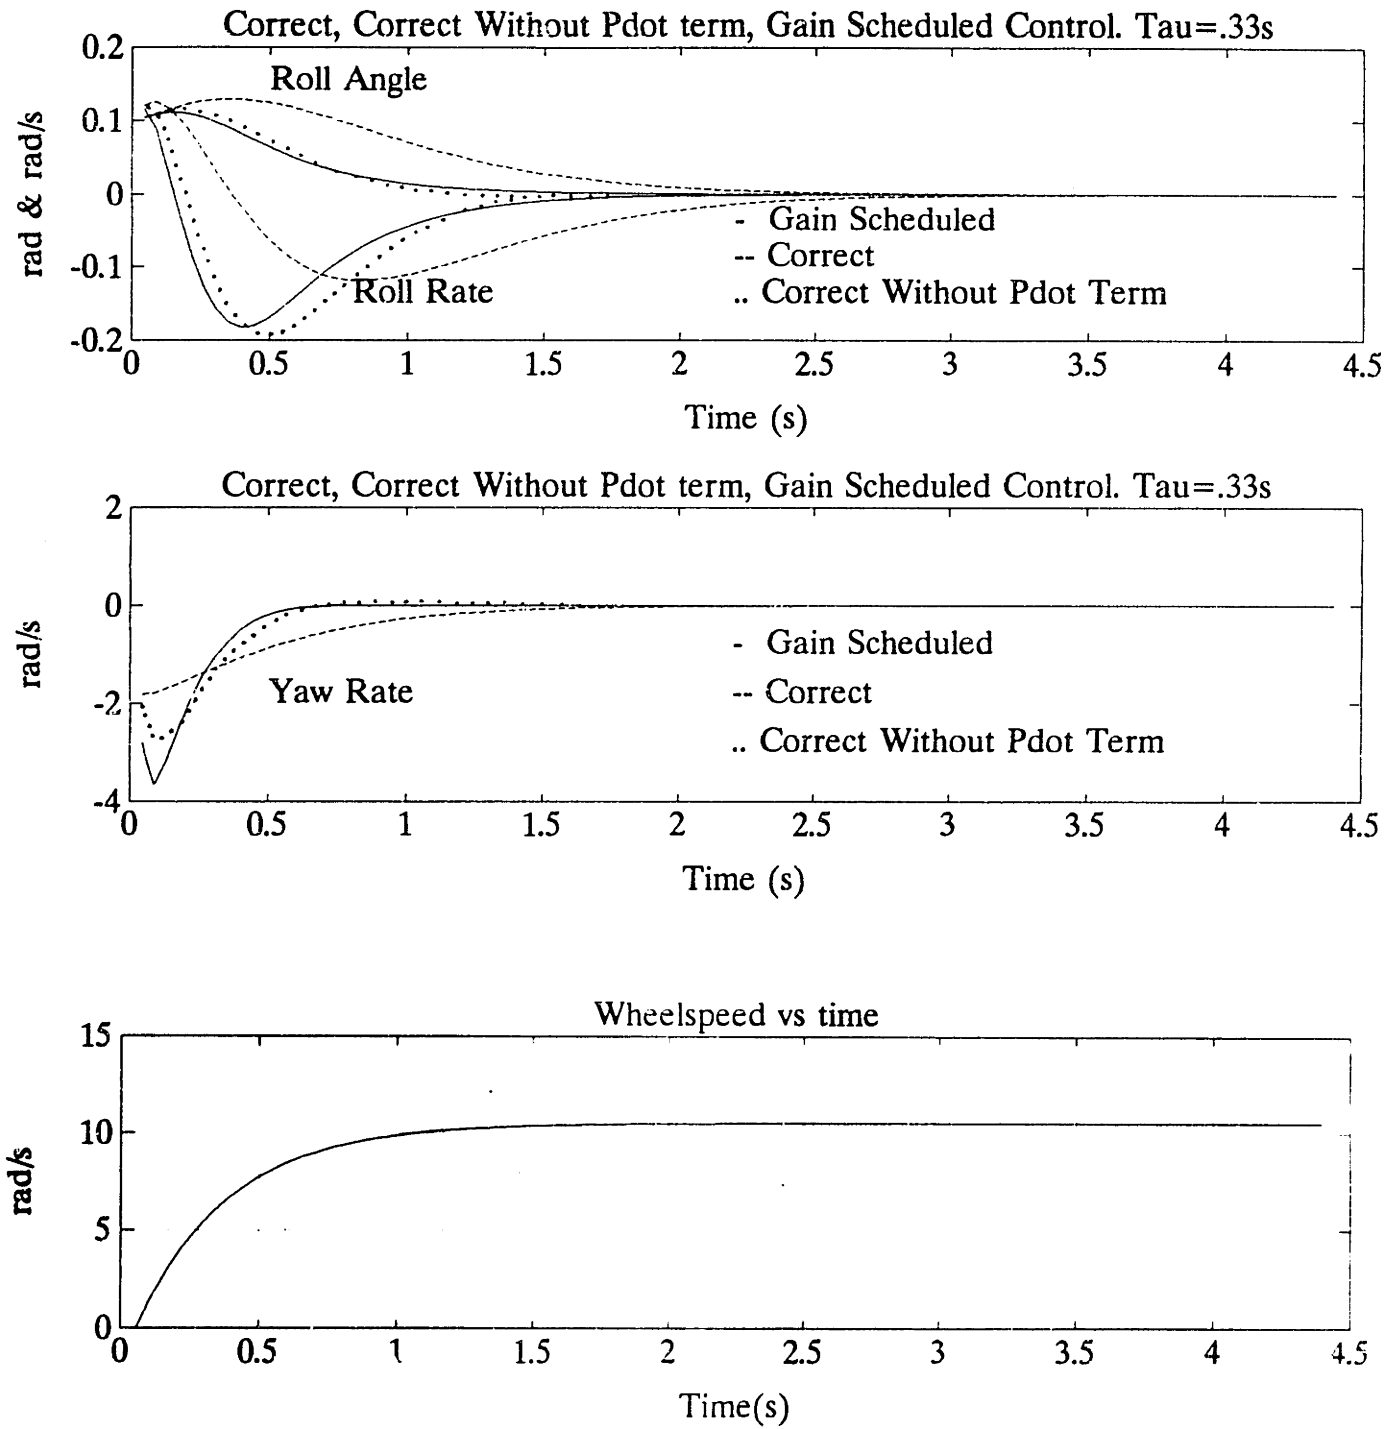 Correct, Correct Without Pdot term, Gain Scheduled Control. Tau=.33s
0.2
0.1
0
-0.1
-0.2
rad & rad/s
Roll Angle
Roll Rate
- Gain Scheduled
-- Correct
.. Correct Without Pdot Term
0 0.5 1 1.5 2 2.5 3 3.5 4 4.5
Time (s)
Correct, Correct Without Pdot term, Gain Scheduled Control. Tau=.33s
2
0
-2
-4
rad/s
Yaw Rate
- Gain Scheduled
-- Correct
.. Correct Without Pdot Term
0 0.5 1 1.5 2 2.5 3 3.5 4 4.5
Time (s)
Wheelspeed vs time
15
10
5
0
rad/s
0 0.5 1 1.5 2 2.5 3 3.5 4 4.5
Time(s)